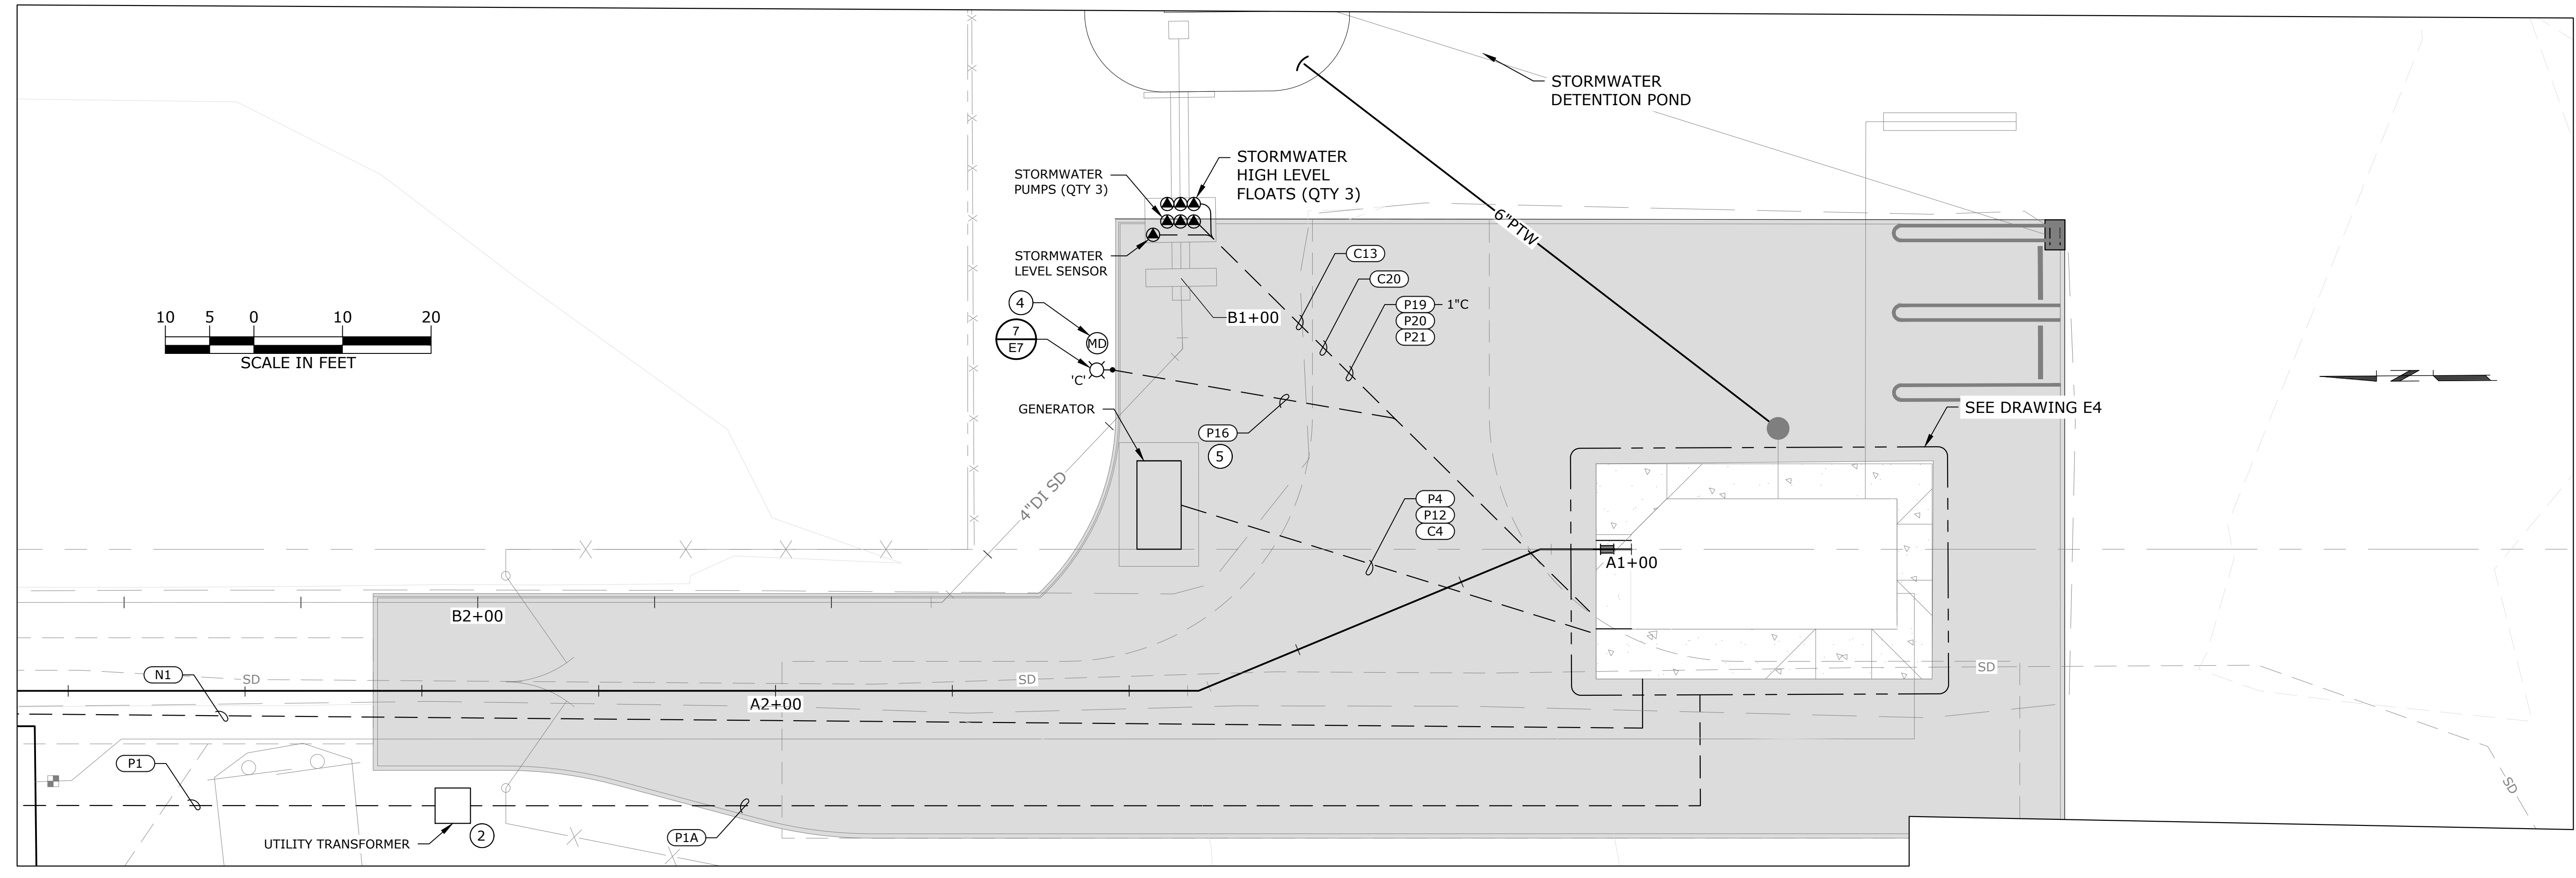 STORMWATER
DETENTION POND
STORMWATER
HIGH LEVEL
FLOATS (QTY 3)
STORMWATER
PUMPS (QTY 3)
6"PTW
STORMWATER
LEVEL SENSOR
C13
C20
P19 1"C
P20
P21
4
7
E7
MD
'C'
B1+00
10 5 0 10 20
SCALE IN FEET
N
GENERATOR
SEE DRAWING E4
P16
5
4"DI SD
P4
P12
C4
A1+00
B2+00
N1
SD
SD
SD
A2+00
P1
SD
UTILITY TRANSFORMER
2
P1A